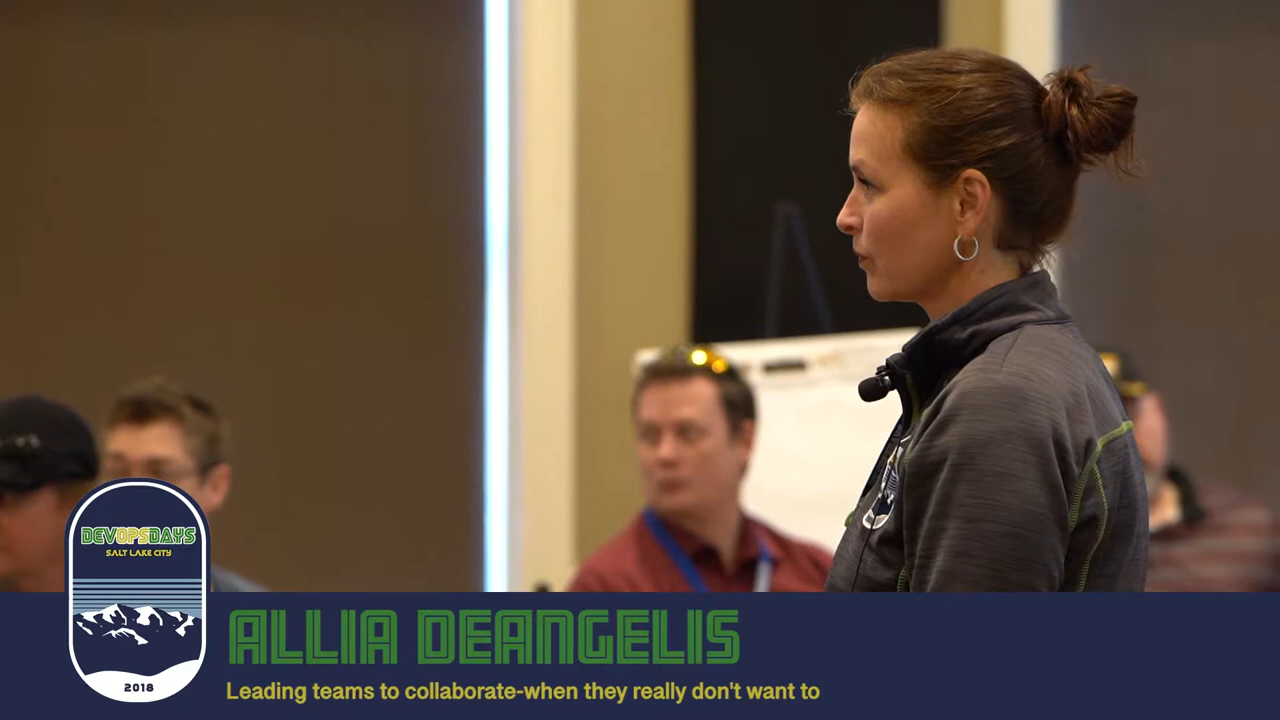 DEVOPSDAYS
SALT LAKE CITY
2018
ALLIA DEANGELIS
Leading teams to collaborate-when they really don't want to